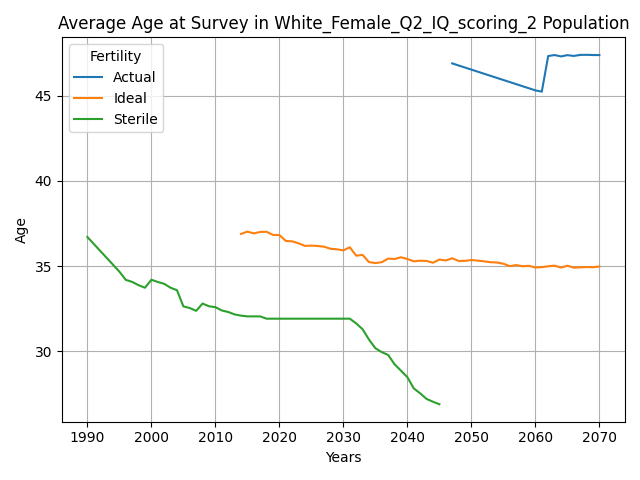 Average Age at Survey in White_Female_Q2_IQ_scoring_2 Population
Fertility
Actual
Ideal
Sterile
45
40
35
30
Age
1990 2000 2010 2020 2030 2040 2050 2060 2070
Years